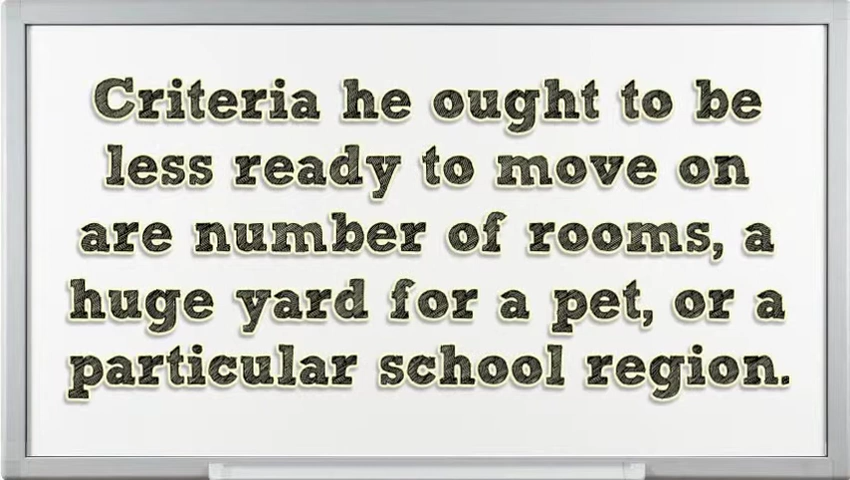 Criteria he ought to be
less ready to move on
are number of rooms, a
huge yard for a pet, or a
particular school region.